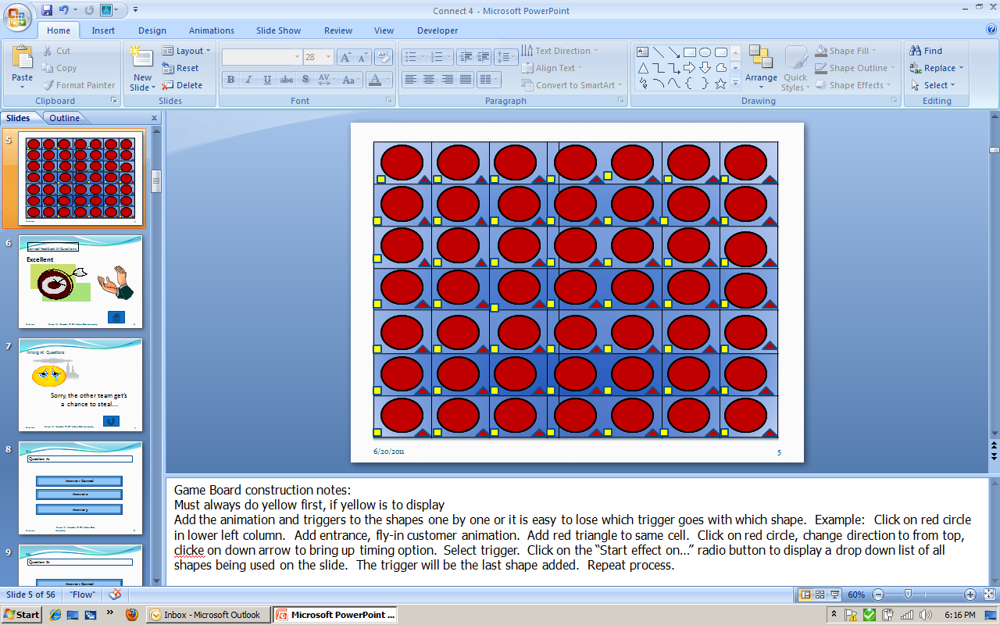 Connect 4 - Microsoft PowerPoint
Home Insert Design Animations Slide Show Review View Developer
Paste
Cut
Copy
Format Painter
Clipboard
New Slide
Layout
Reset
Delete
Slides
28
B I U abc S AV Aa A
Font
Text Direction
Align Text
Convert to SmartArt
Paragraph
Arrange
Quick Styles
Shape Fill
Shape Outline
Shape Effects
Drawing
Find
Replace
Select
Editing
Slides Outline x
5
6
Excellent
7
Wrong All Questions
Sorry, the other team get's
a chance to steal....
8
9
6/20/2011 5
Game Board construction notes:
Must always do yellow first, if yellow is to display
Add the animation and triggers to the shapes one by one or it is easy to lose which trigger goes with which shape. Example: Click on red circle
in lower left column. Add entrance, fly-in customer animation. Add red triangle to same cell. Click on red circle, change direction to from top,
clicke on down arrow to bring up timing option. Select trigger. Click on the “Start effect on...” radio button to display a drop down list of all
shapes being used on the slide. The trigger will be the last shape added. Repeat process.
Slide 5 of 56 "Flow" 60%
Start Inbox - Microsoft Outlook Microsoft PowerPoint ... 6:16 PM